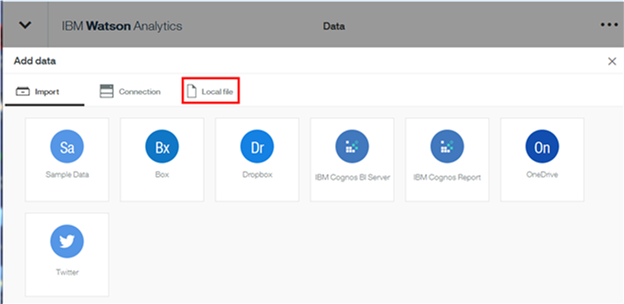 IBM Watson Analytics Data
Add data
Import Connection Local file
Sa Bx Dr On
Sample Data Box Dropbox IBM Cognos BI Server IBM Cognos Report OneDrive
Twitter